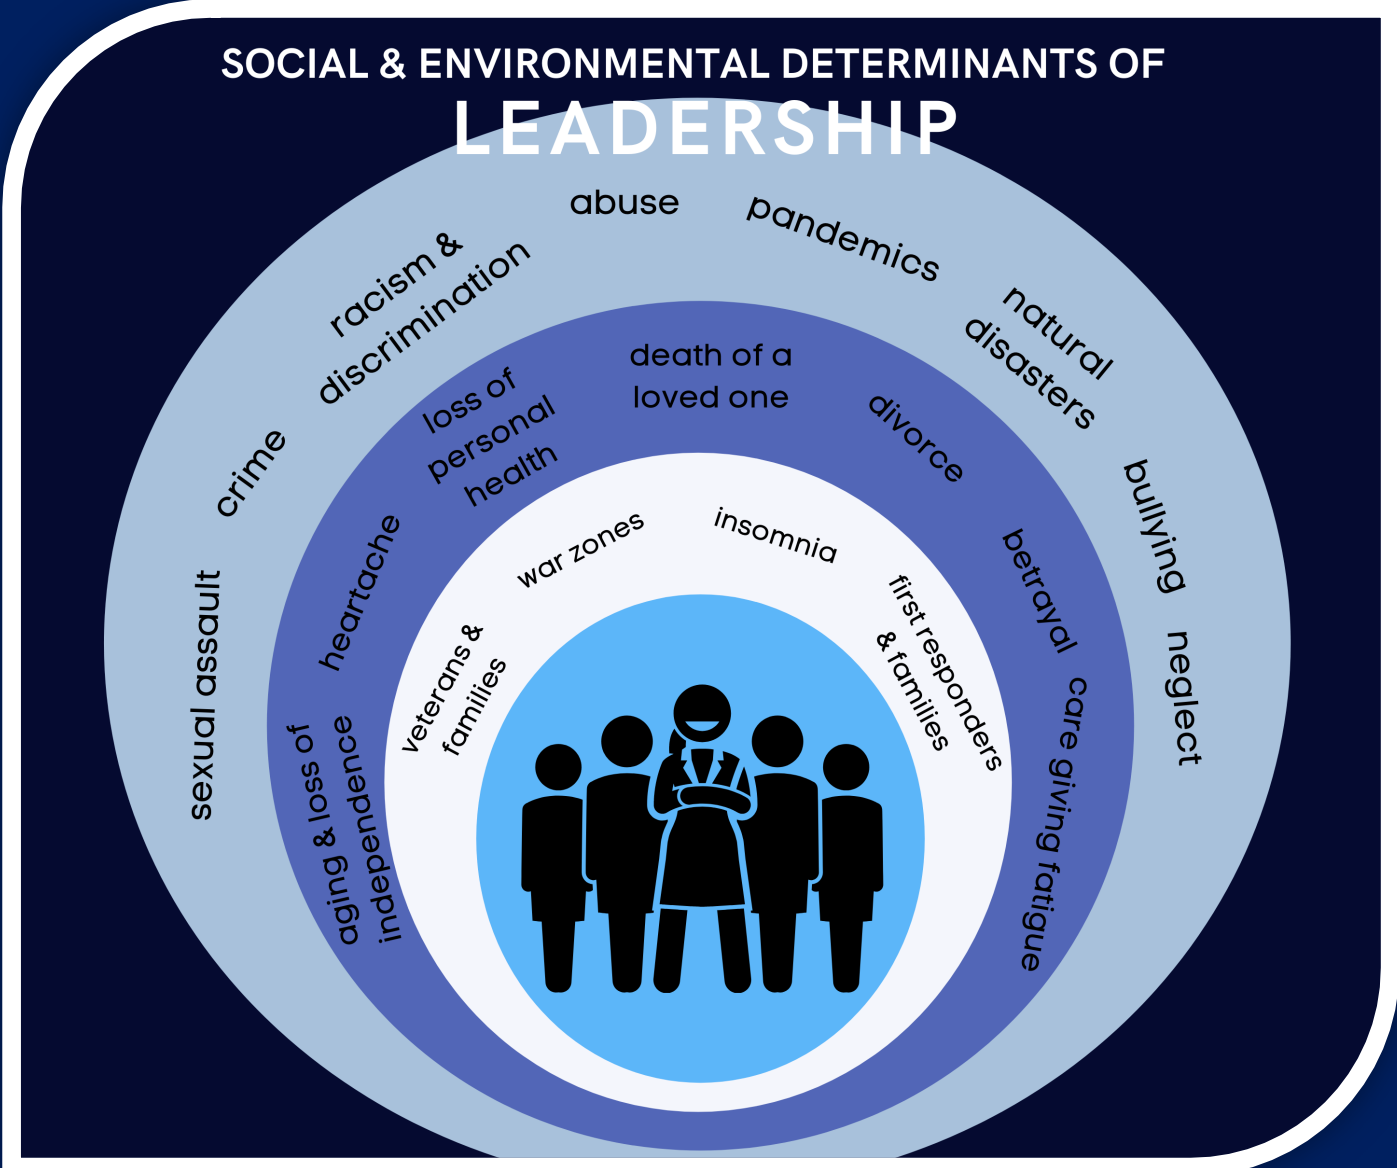 SOCIAL & ENVIRONMENTAL DETERMINANTS OF
LEADERSHIP
abuse
pandemics
racism &
discrimination
natural
disasters
crime
bullying
sexual assault
neglect
death of a
loved one
loss of
personal
health
divorce
heartache
betrayal
aging & loss of
independence
care giving fatigue
war zones
insomnia
veterans &
families
first responders
& families